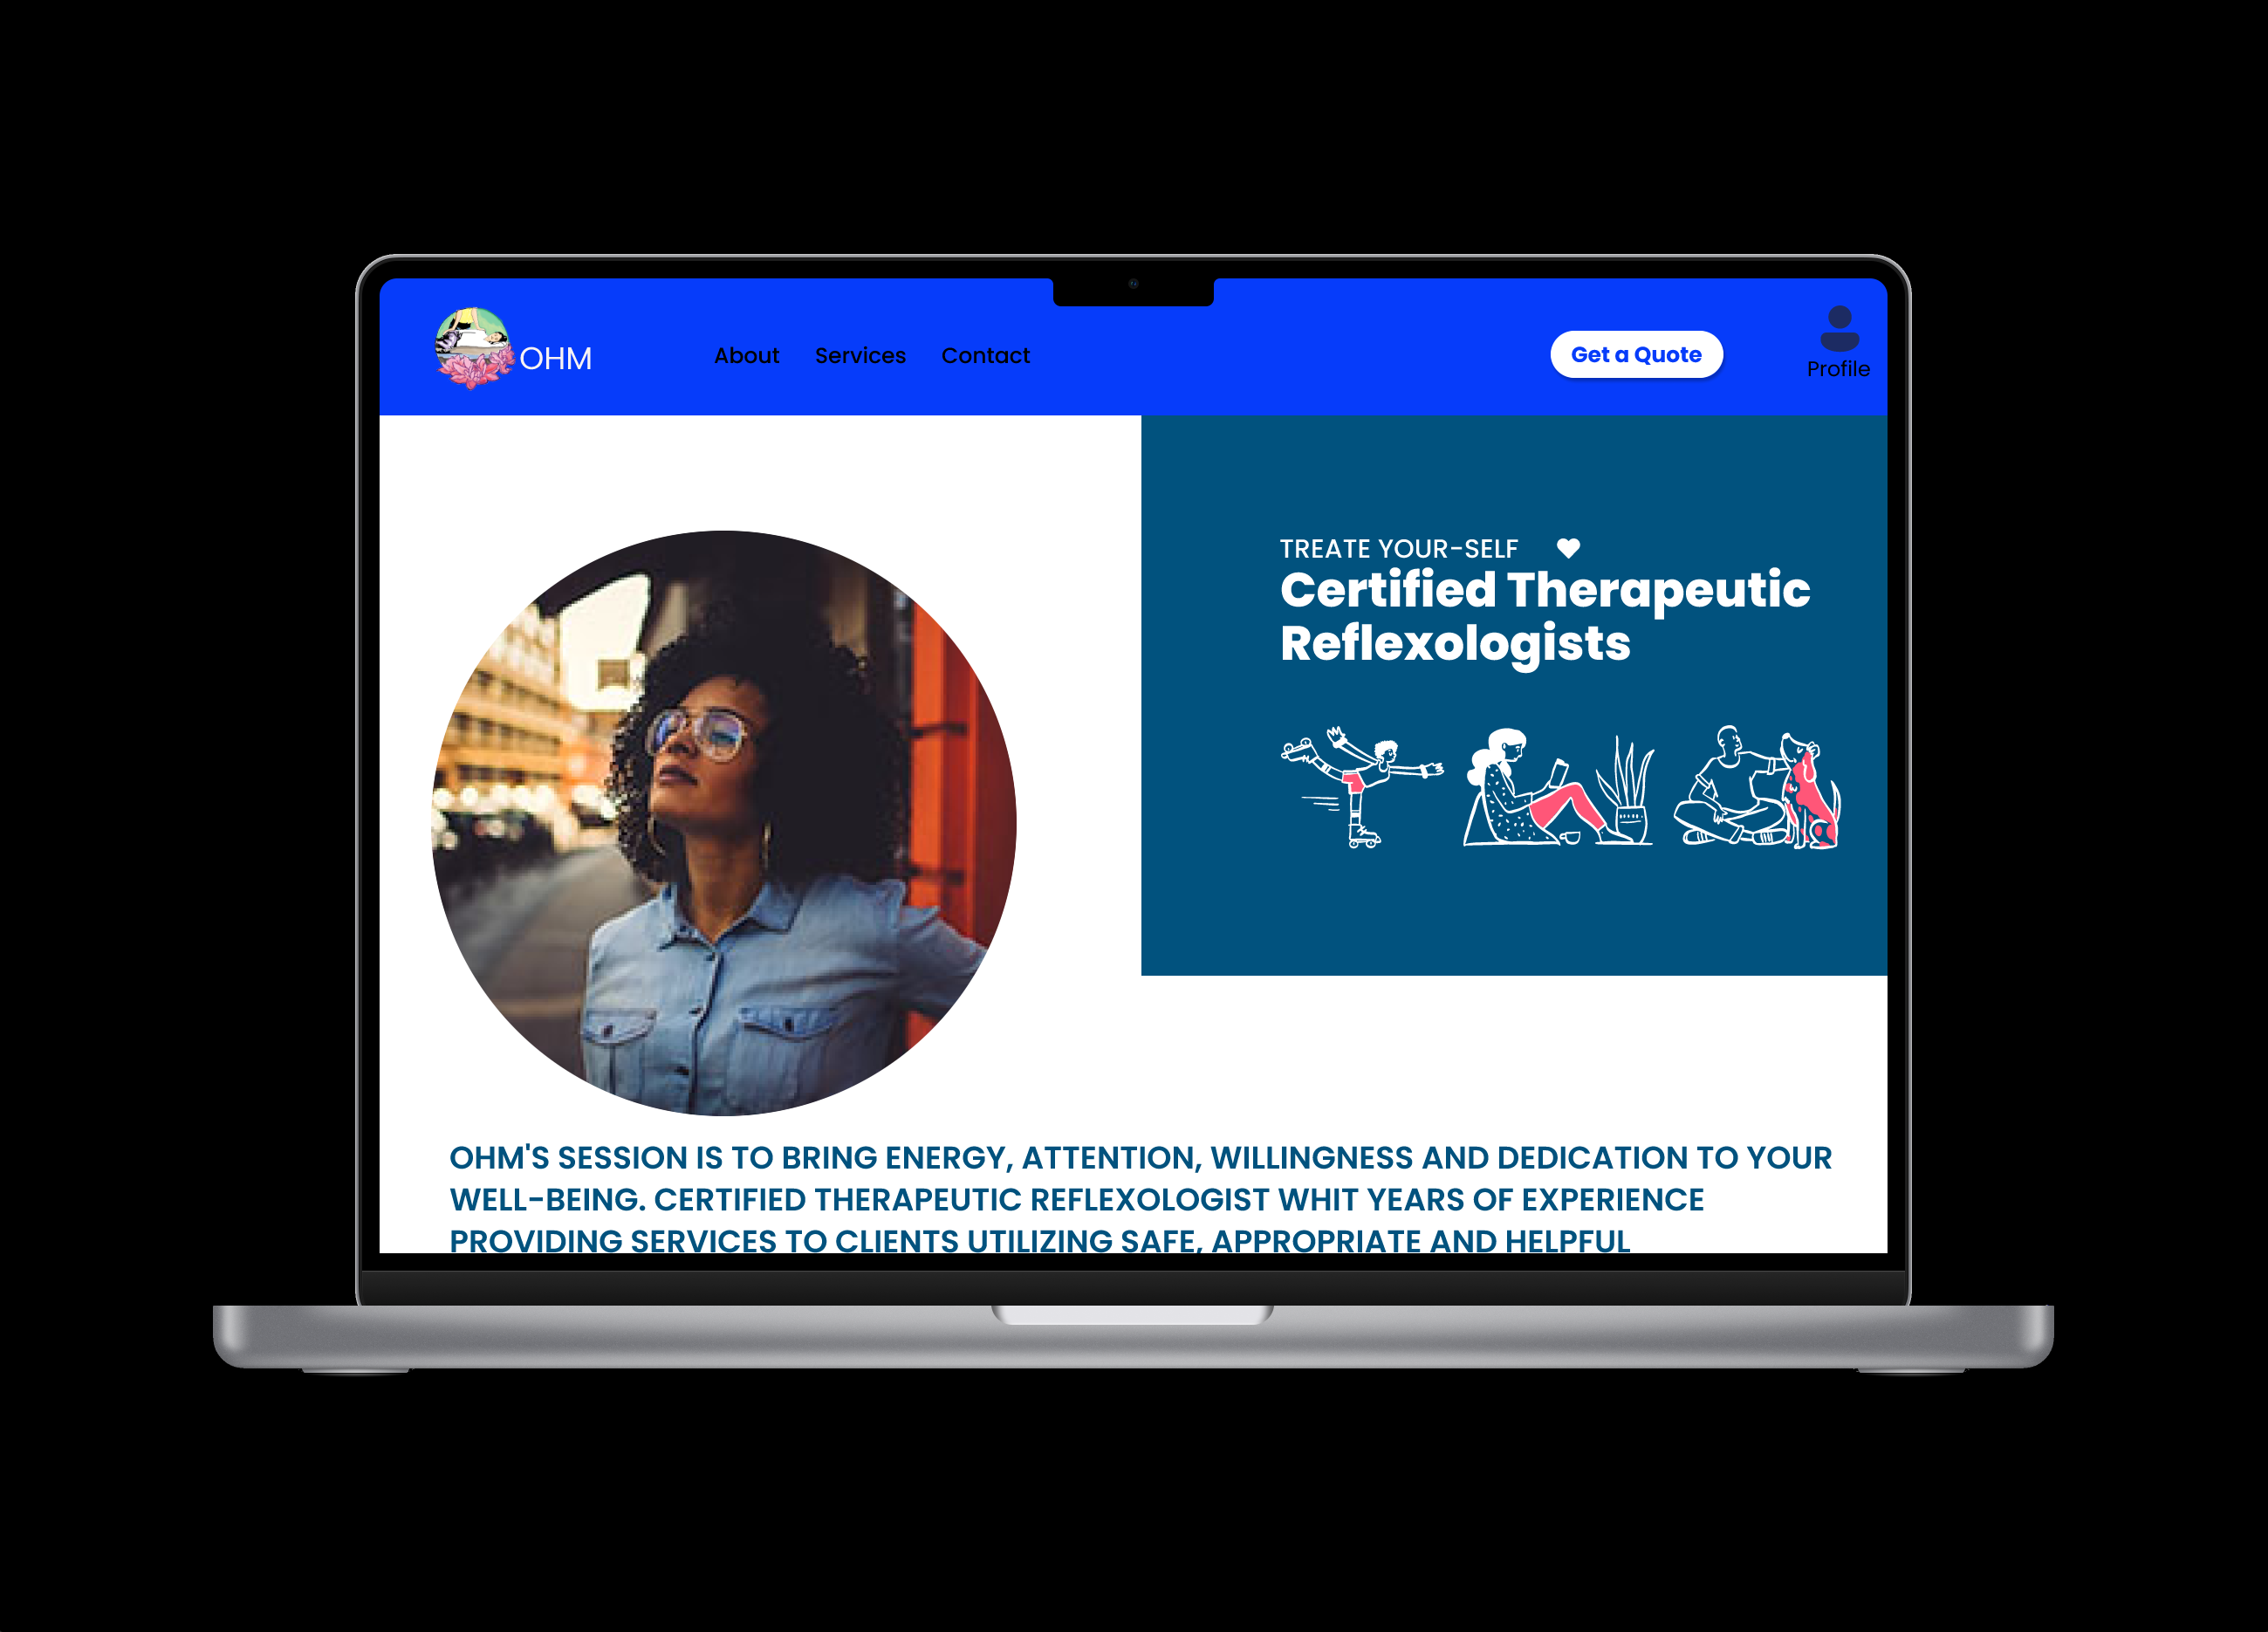 OHM
About Services Contact
Get a Quote
Profile
TREATE YOUR-SELF
Certified Therapeutic
Reflexologists
OHM'S SESSION IS TO BRING ENERGY, ATTENTION, WILLINGNESS AND DEDICATION TO YOUR
WELL-BEING. CERTIFIED THERAPEUTIC REFLEXOLOGIST WHIT YEARS OF EXPERIENCE
PROVIDING SERVICES TO CLIENTS UTILIZING SAFE, APPROPRIATE AND HELPFUL